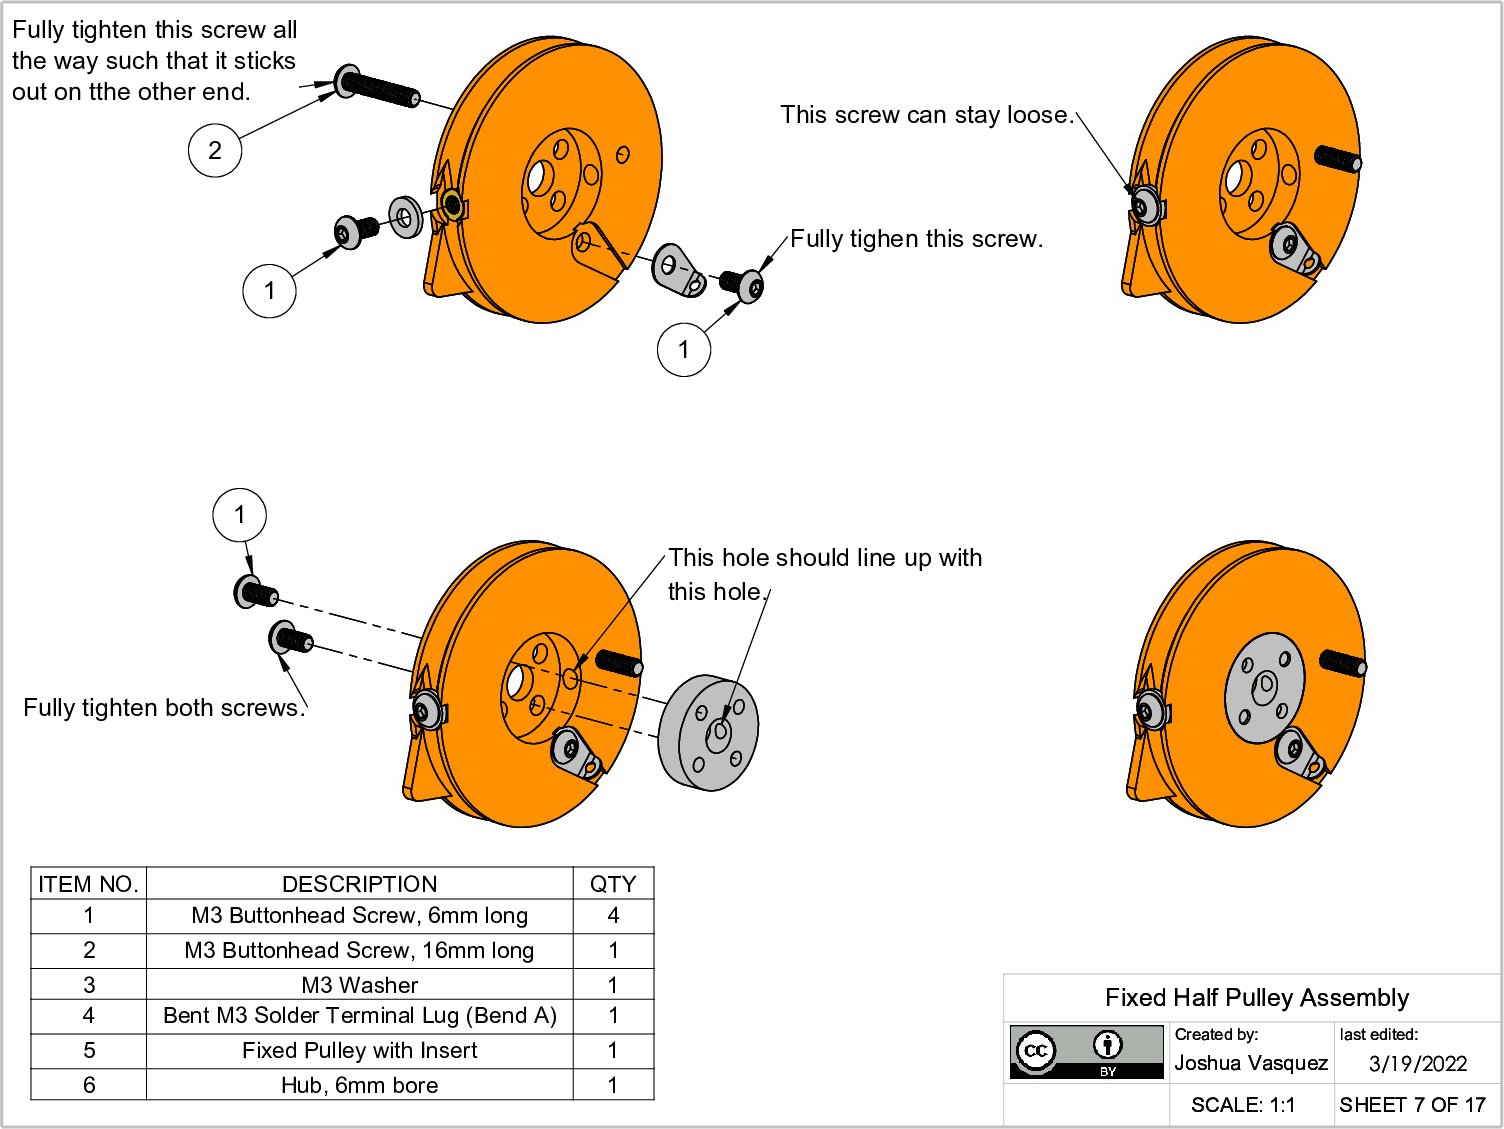 Fully tighten this screw all
the way such that it sticks
out on tthe other end.
2
1
This screw can stay loose.
Fully tighen this screw.
1
1
This hole should line up with
this hole.
Fully tighten both screws.
ITEM NO. DESCRIPTION QTY
1 M3 Buttonhead Screw, 6mm long 4
2 M3 Buttonhead Screw, 16mm long 1
3 M3 Washer 1
4 Bent M3 Solder Terminal Lug (Bend A) 1
5 Fixed Pulley with Insert 1
6 Hub, 6mm bore 1
Fixed Half Pulley Assembly
cc BY
Created by:
Joshua Vasquez
last edited:
3/19/2022
SCALE: 1:1
SHEET 7 OF 17